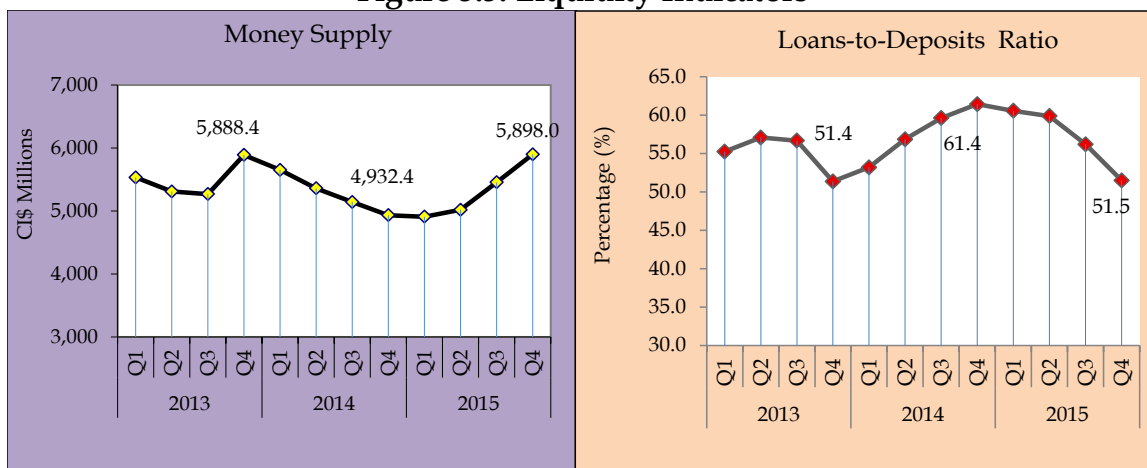 Money Supply
CI$ Millions
7,000
6,000
5,000
4,000
3,000
5,888.4
4,932.4
5,898.0
Q1 Q2 Q3 Q4 Q1 Q2 Q3 Q4 Q1 Q2 Q3 Q4
2013 2014 2015
Loans-to-Deposits Ratio
Percentage (%)
65.0
60.0
55.0
50.0
45.0
40.0
35.0
30.0
51.4
61.4
51.5
Q1 Q2 Q3 Q4 Q1 Q2 Q3 Q4 Q1 Q2 Q3 Q4
2013 2014 2015